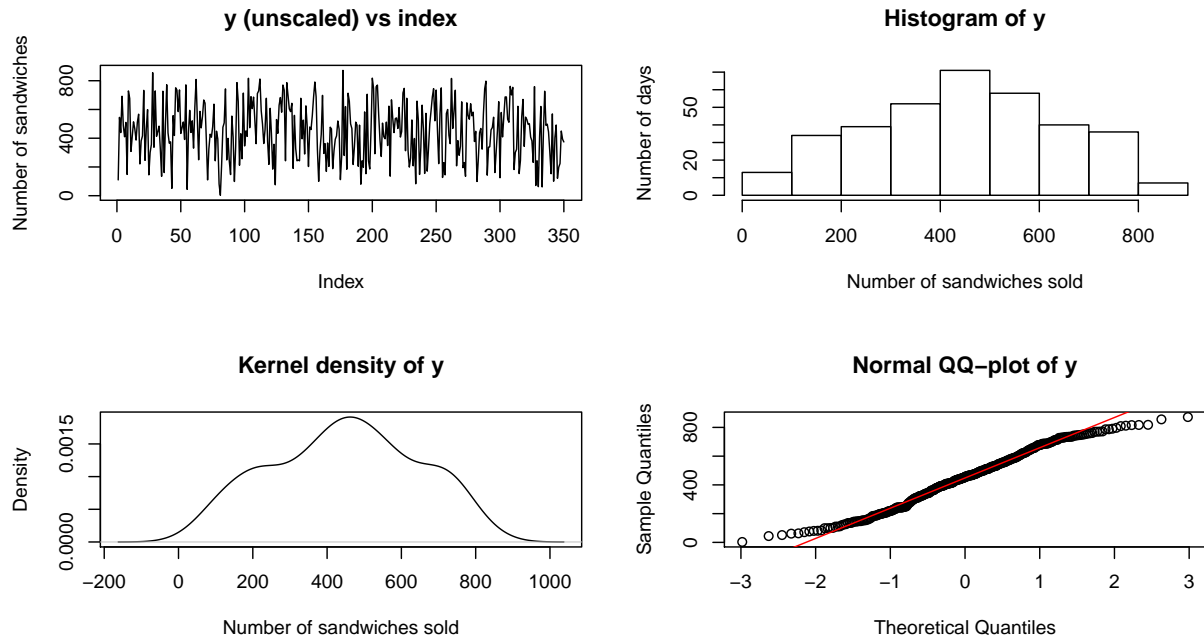 y (unscaled) vs index
Number of sandwiches
0 400 800
0 50 100 150 200 250 300 350
Index
Histogram of y
Number of days
0 20 50
0 200 400 600 800
Number of sandwiches sold
Kernel density of y
Density
0.0000 0.0015
−200 0 200 400 600 800 1000
Number of sandwiches sold
Normal QQ−plot of y
Sample Quantiles
0 400 800
−3 −2 −1 0 1 2 3
Theoretical Quantiles